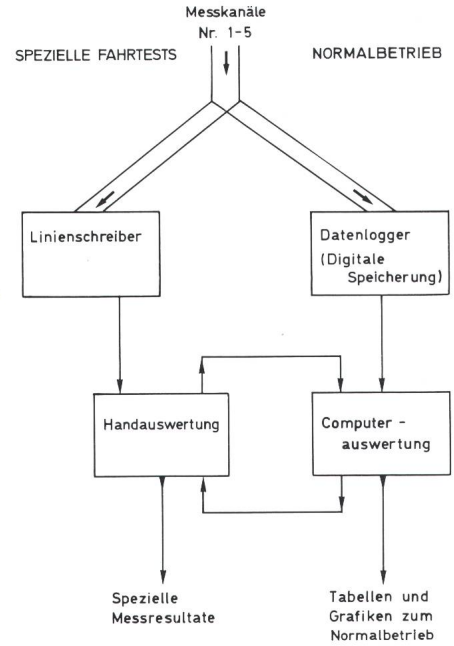 Messkanäle
Nr. 1-5
SPEZIELLE FAHRTESTS
NORMALBETRIEB
Linienschreiber
Datenlogger
(Digitale
Speicherung)
Handauswertung
Computer -
auswertung
Spezielle
Messresultate
Tabellen und
Grafiken zum
Normalbetrieb